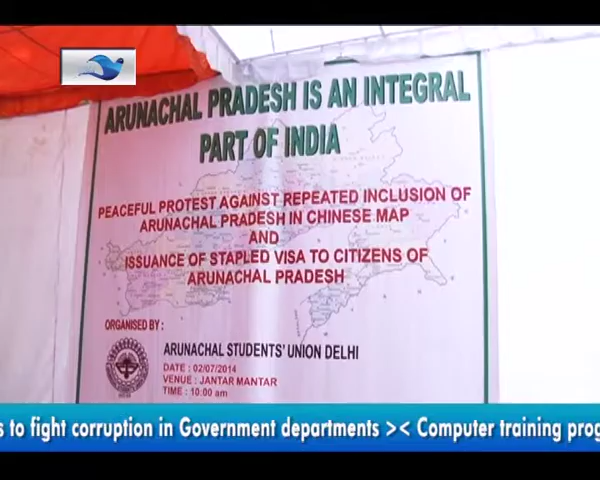 ARUNACHAL PRADESH IS AN INTEGRAL
PART OF INDIA
PEACEFUL PROTEST AGAINST REPEATED INCLUSION OF
ARUNACHAL PRADESH IN CHINESE MAP
AND
ISSUANCE OF STAPLED VISA TO CITIZENS OF
ARUNACHAL PRADESH
ORGANISED BY :
ARUNACHAL STUDENTS' UNION DELHI
DATE : 02/07/2014
VENUE : JANTAR MANTAR
TIME : 10:00 am
s to fight corruption in Government departments >< Computer training prog